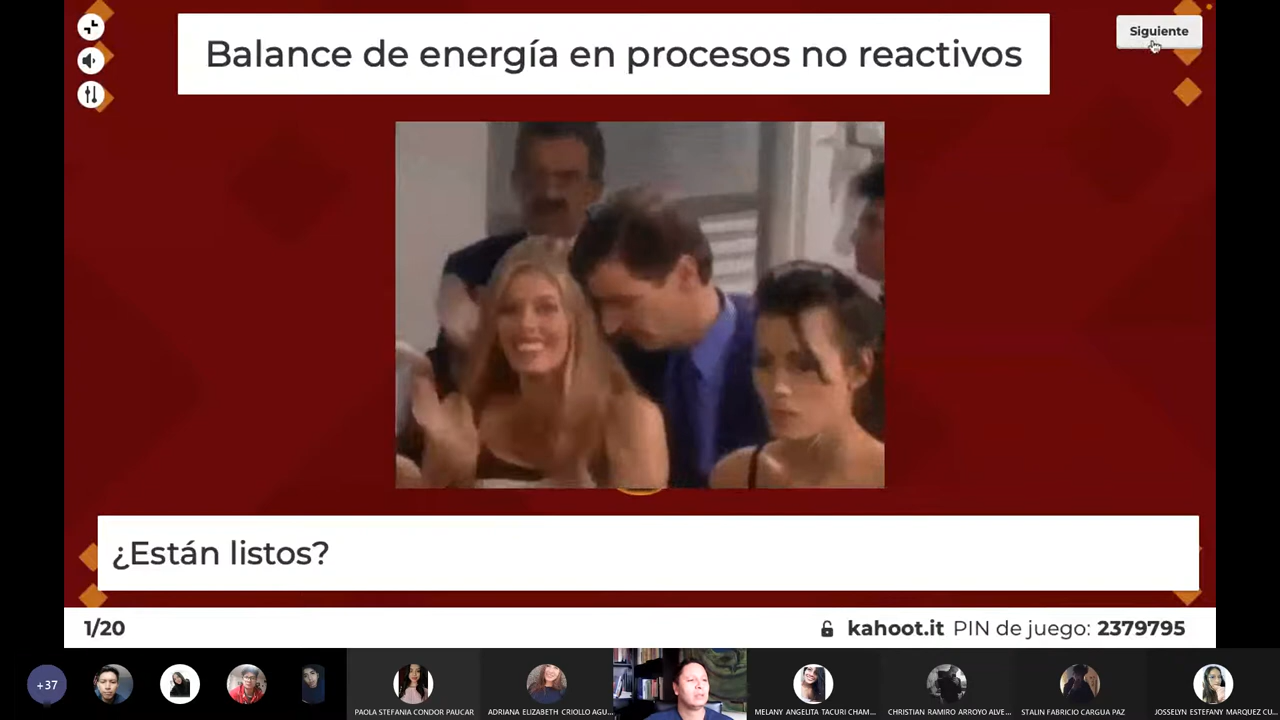 Balance de energía en procesos no reactivos
Siguiente
¿Están listos?
1/20
kahoot.it PIN de juego: 2379795
+37
PAOLA STEFANIA CONDOR PAUCAR
ADRIANA ELIZABETH CRIOLLO AGU...
MELANY ANGELITA TACURI CHAM...
CHRISTIAN RAMIRO ARROYO ALVE...
STALIN FABRICIO CARGUA PAZ
JOSSELYN ESTEFANY MARQUEZ CU...